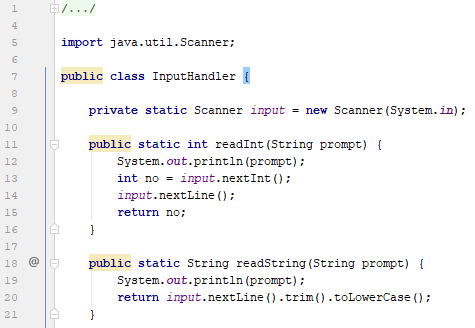 1 /.../
4
5 import java.util.Scanner;
6
7 public class InputHandler {
8
9     private static Scanner input = new Scanner(System.in);
10
11     public static int readInt(String prompt) {
12         System.out.println(prompt);
13         int no = input.nextInt();
14         input.nextLine();
15         return no;
16     }
17
18 @     public static String readString(String prompt) {
19         System.out.println(prompt);
20         return input.nextLine().trim().toLowerCase();
21     }